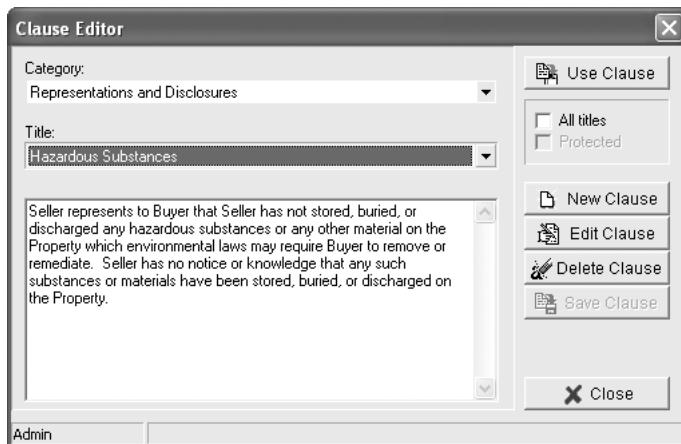 Clause Editor
Category:
Representations and Disclosures
Title:
Hazardous Substances
Seller represents to Buyer that Seller has not stored, buried, or
discharged any hazardous substances or any other material on the
Property which environmental laws may require Buyer to remove or
remediate.  Seller has no notice or knowledge that any such
substances or materials have been stored, buried, or discharged on
the Property.
Use Clause
All titles
Protected
New Clause
Edit Clause
Delete Clause
Save Clause
Close
Admin